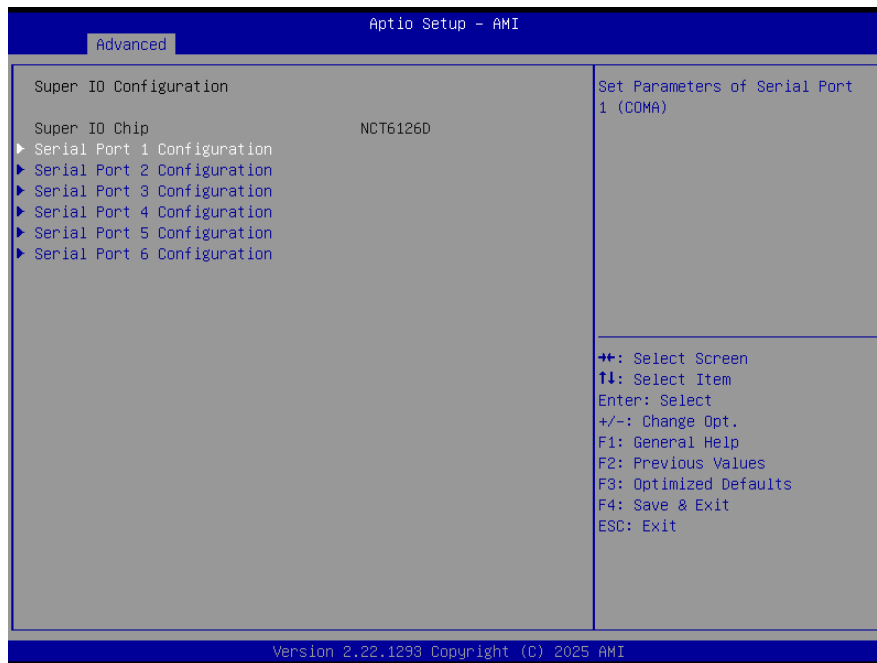 Aptio Setup – AMI
Advanced
Super IO Configuration
Super IO Chip NCT6126D
Serial Port 1 Configuration
Serial Port 2 Configuration
Serial Port 3 Configuration
Serial Port 4 Configuration
Serial Port 5 Configuration
Serial Port 6 Configuration
Set Parameters of Serial Port
1 (COMA)
→←: Select Screen
↑↓: Select Item
Enter: Select
+/-: Change Opt.
F1: General Help
F2: Previous Values
F3: Optimized Defaults
F4: Save & Exit
ESC: Exit
Version 2.22.1293 Copyright (C) 2025 AMI